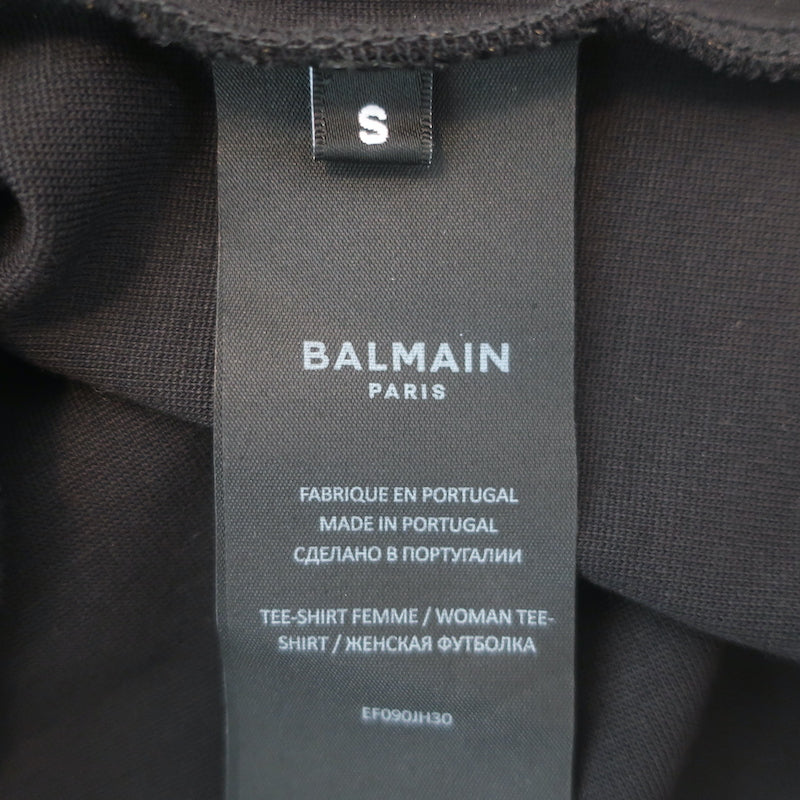 S
BALMAIN
PARIS
FABRIQUE EN PORTUGAL
MADE IN PORTUGAL
СДЕЛАНО В ПОРТУГАЛИИ
TEE-SHIRT FEMME / WOMAN TEE-
SHIRT / ЖЕНСКАЯ ФУТБОЛКА
EF090JH30